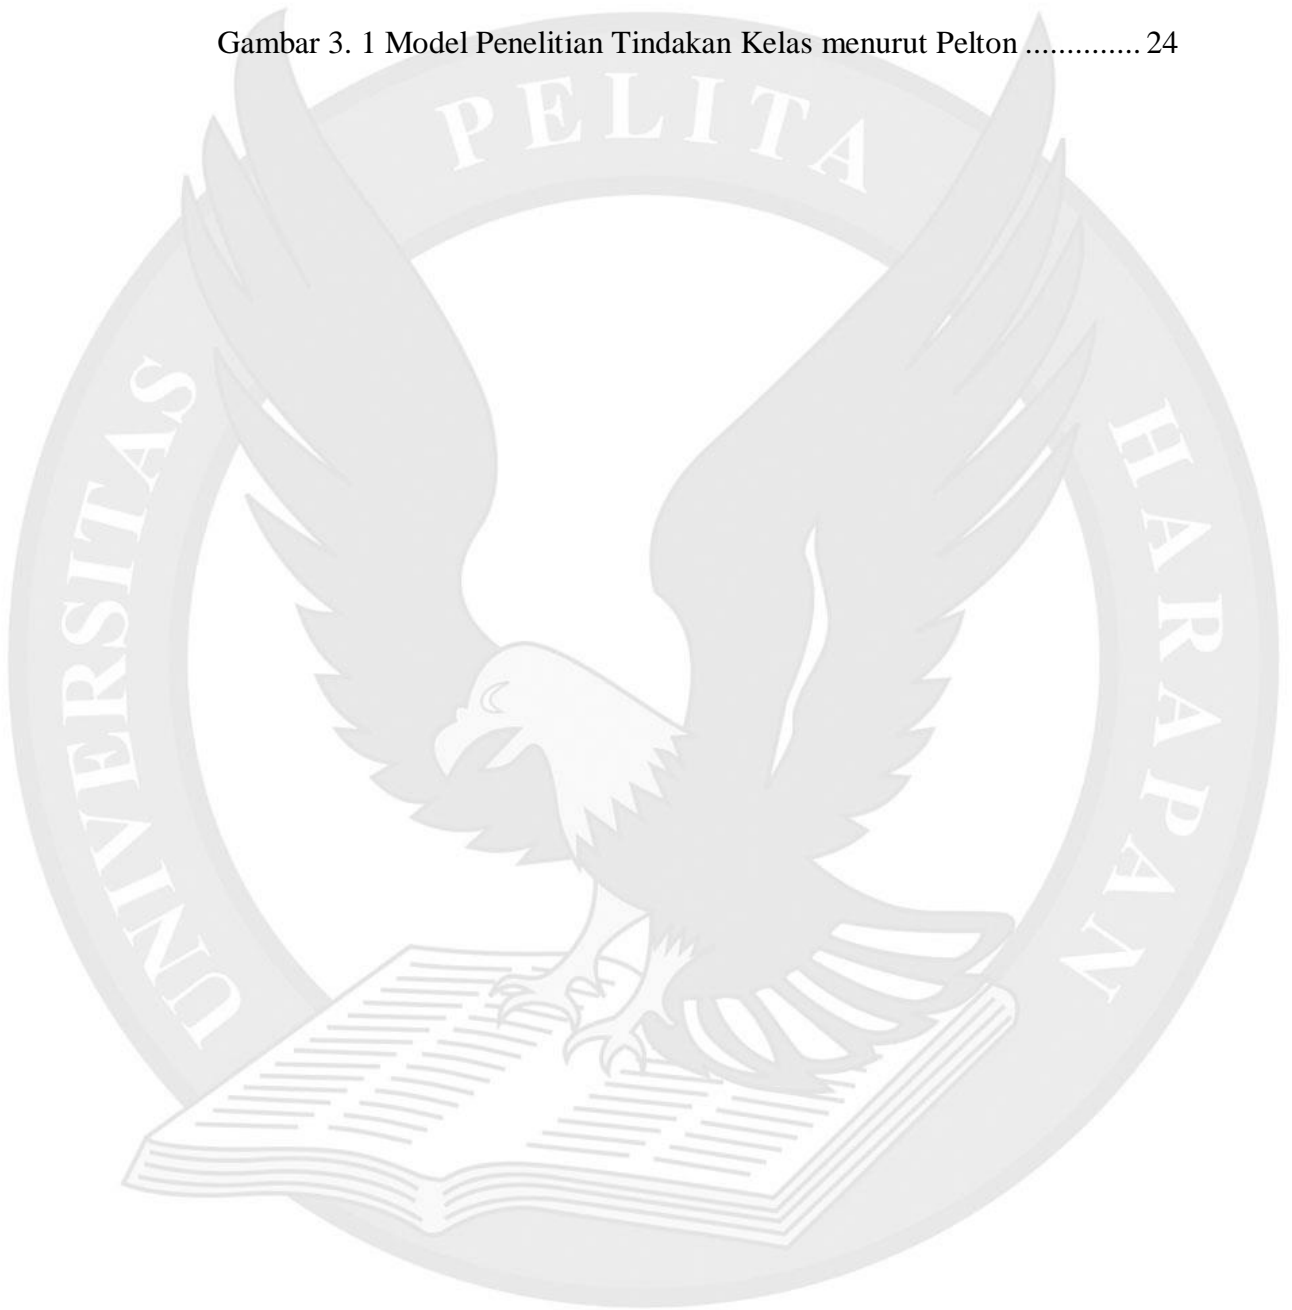 Gambar 3. 1 Model Penelitian Tindakan Kelas menurut Pelton .............. 24
UNIVERSITAS PELITA HARAPAN